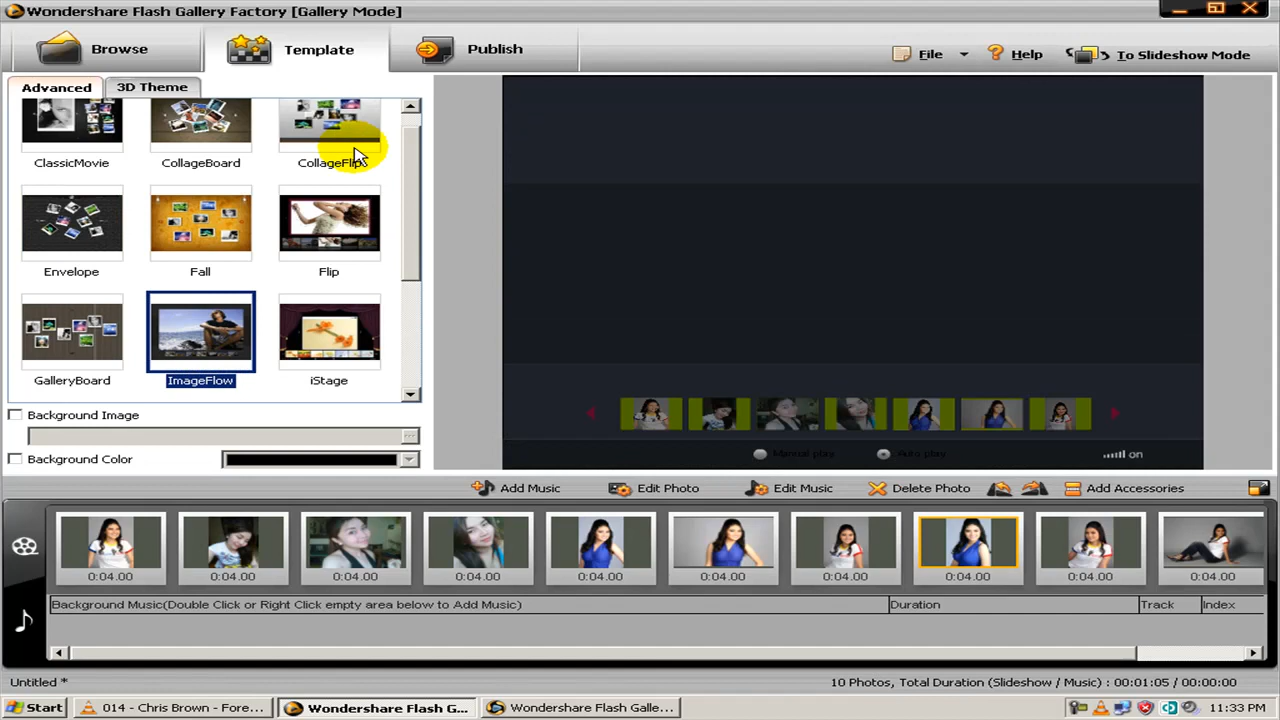 Wondershare Flash Gallery Factory [Gallery Mode]
Browse
Template
Publish
File
Help
To Slideshow Mode
Advanced
3D Theme
ClassicMovie
CollageBoard
CollageFlip
Envelope
Fall
Flip
GalleryBoard
ImageFlow
iStage
Background Image
Background Color
Manual play
Auto play
on
Add Music
Edit Photo
Edit Music
Delete Photo
Add Accessories
0:04.00
0:04.00
0:04.00
0:04.00
0:04.00
0:04.00
0:04.00
0:04.00
0:04.00
0:04.00
Background Music(Double Click or Right Click empty area below to Add Music)
Duration
Track
Index
Untitled *
10 Photos, Total Duration (Slideshow / Music) : 00:01:05 / 00:00:00
Start
014 - Chris Brown - Fore...
Wondershare Flash G...
Wondershare Flash Galle...
11:33 PM